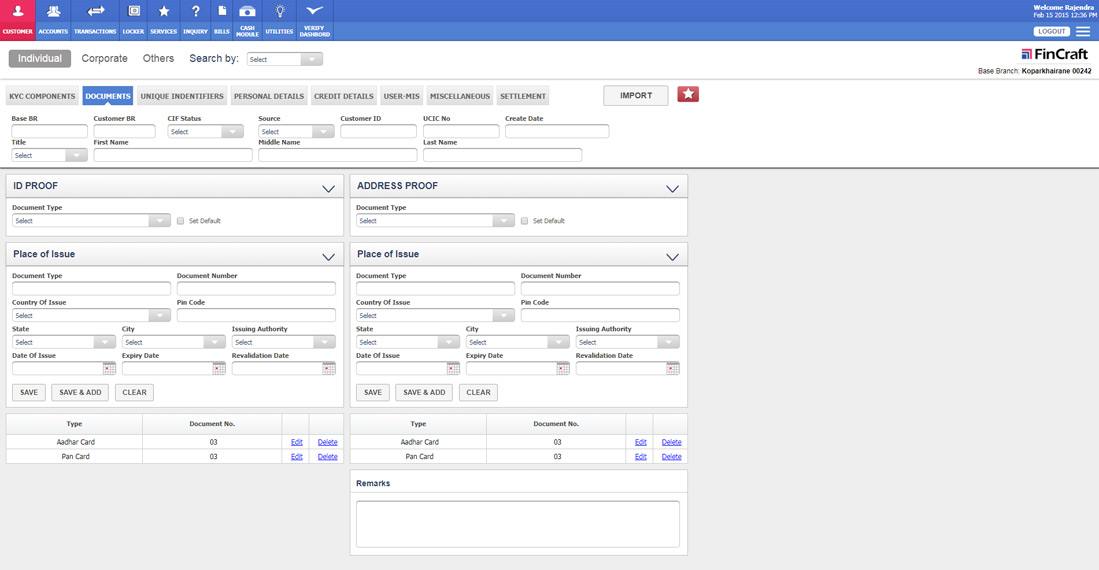 Welcome Rajendra
Feb 15 2015 12:36 PM
CUSTOMER ACCOUNTS TRANSACTIONS LOCKER SERVICES INQUIRY BILLS CASH MODULE UTILITIES VERIFY DASHBORD
LOGOUT
Individual Corporate Others Search by: Select
FinCraft
Base Branch: Koparkhairane 00242
KYC COMPONENTS DOCUMENTS UNIQUE INDENTIFIERS PERSONAL DETAILS CREDIT DETAILS USER-MIS MISCELLANEOUS SETTLEMENT IMPORT
Base BR Customer BR CIF Status Source Customer ID UCIC No Create Date
Select Select
Title First Name Middle Name Last Name
Select
ID PROOF
Document Type
Select Set Default
Place of Issue
Document Type Document Number
Country Of Issue Pin Code
Select
State City Issuing Authority
Select Select Select
Date Of Issue Expiry Date Revalidation Date
SAVE SAVE & ADD CLEAR
Type Document No.
Aadhar Card 03 Edit Delete
Pan Card 03 Edit Delete
ADDRESS PROOF
Document Type
Select Set Default
Place of Issue
Document Type Document Number
Country Of Issue Pin Code
Select
State City Issuing Authority
Select Select Select
Date Of Issue Expiry Date Revalidation Date
SAVE SAVE & ADD CLEAR
Type Document No.
Aadhar Card 03 Edit Delete
Pan Card 03 Edit Delete
Remarks